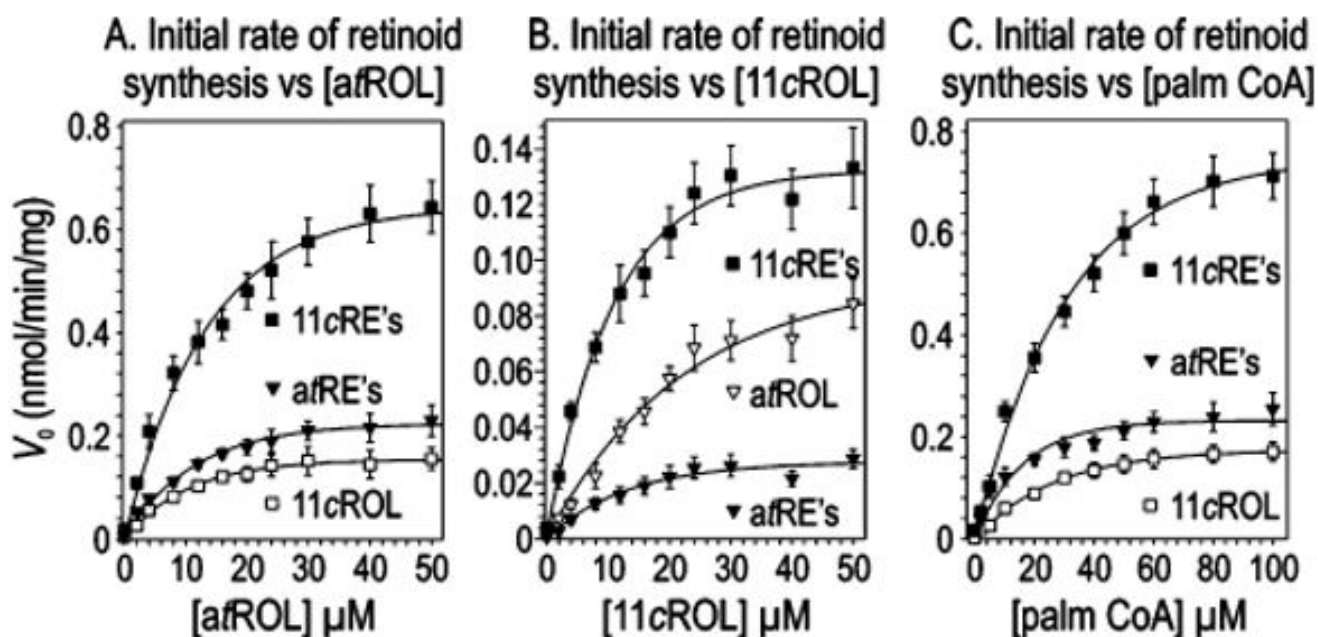 A. Initial rate of retinoid
synthesis vs [atROL]
B. Initial rate of retinoid
synthesis vs [11cROL]
C. Initial rate of retinoid
synthesis vs [palm CoA]
V₀ (nmol/min/mg)
0.8
0.6
0.4
0.2
0
11cRE's
atRE's
11cROL
0 10 20 30 40 50
[atROL] µM
0.14
0.12
0.10
0.08
0.06
0.04
0.02
0
11cRE's
atROL
atRE's
0 10 20 30 40 50
[11cROL] µM
0.8
0.6
0.4
0.2
0
11cRE's
atRE's
11cROL
0 20 40 60 80 100
[palm CoA] µM